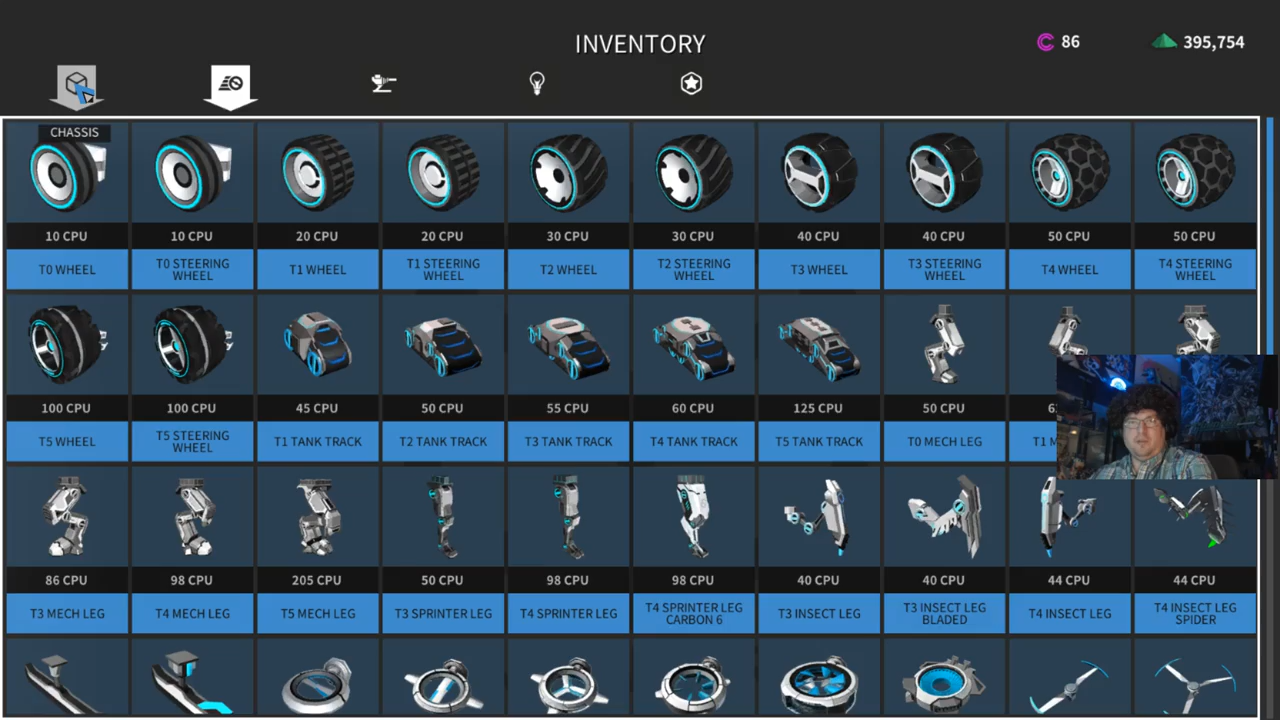 INVENTORY
86
395,754
CHASSIS
10 CPU
10 CPU
20 CPU
20 CPU
30 CPU
30 CPU
40 CPU
40 CPU
50 CPU
50 CPU
T0 WHEEL
T0 STEERING
WHEEL
T1 WHEEL
T1 STEERING
WHEEL
T2 WHEEL
T2 STEERING
WHEEL
T3 WHEEL
T3 STEERING
WHEEL
T4 WHEEL
T4 STEERING
WHEEL
100 CPU
100 CPU
45 CPU
50 CPU
55 CPU
60 CPU
125 CPU
50 CPU
T5 WHEEL
T5 STEERING
WHEEL
T1 TANK TRACK
T2 TANK TRACK
T3 TANK TRACK
T4 TANK TRACK
T5 TANK TRACK
T0 MECH LEG
T1 M
86 CPU
98 CPU
205 CPU
50 CPU
98 CPU
98 CPU
40 CPU
40 CPU
44 CPU
44 CPU
T3 MECH LEG
T4 MECH LEG
T5 MECH LEG
T3 SPRINTER LEG
T4 SPRINTER LEG
T4 SPRINTER LEG
CARBON 6
T3 INSECT LEG
T3 INSECT LEG
BLADED
T4 INSECT LEG
T4 INSECT LEG
SPIDER